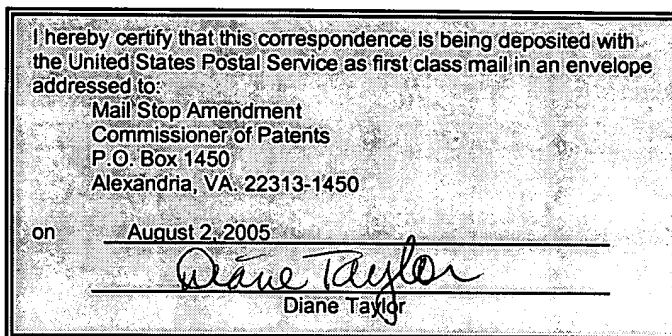 I hereby certify that this correspondence is being deposited with
the United States Postal Service as first class mail in an envelope
addressed to:
Mail Stop Amendment
Commissioner of Patents
P.O. Box 1450
Alexandria, VA. 22313-1450
on August 2, 2005
Diane Taylor
Diane Taylor